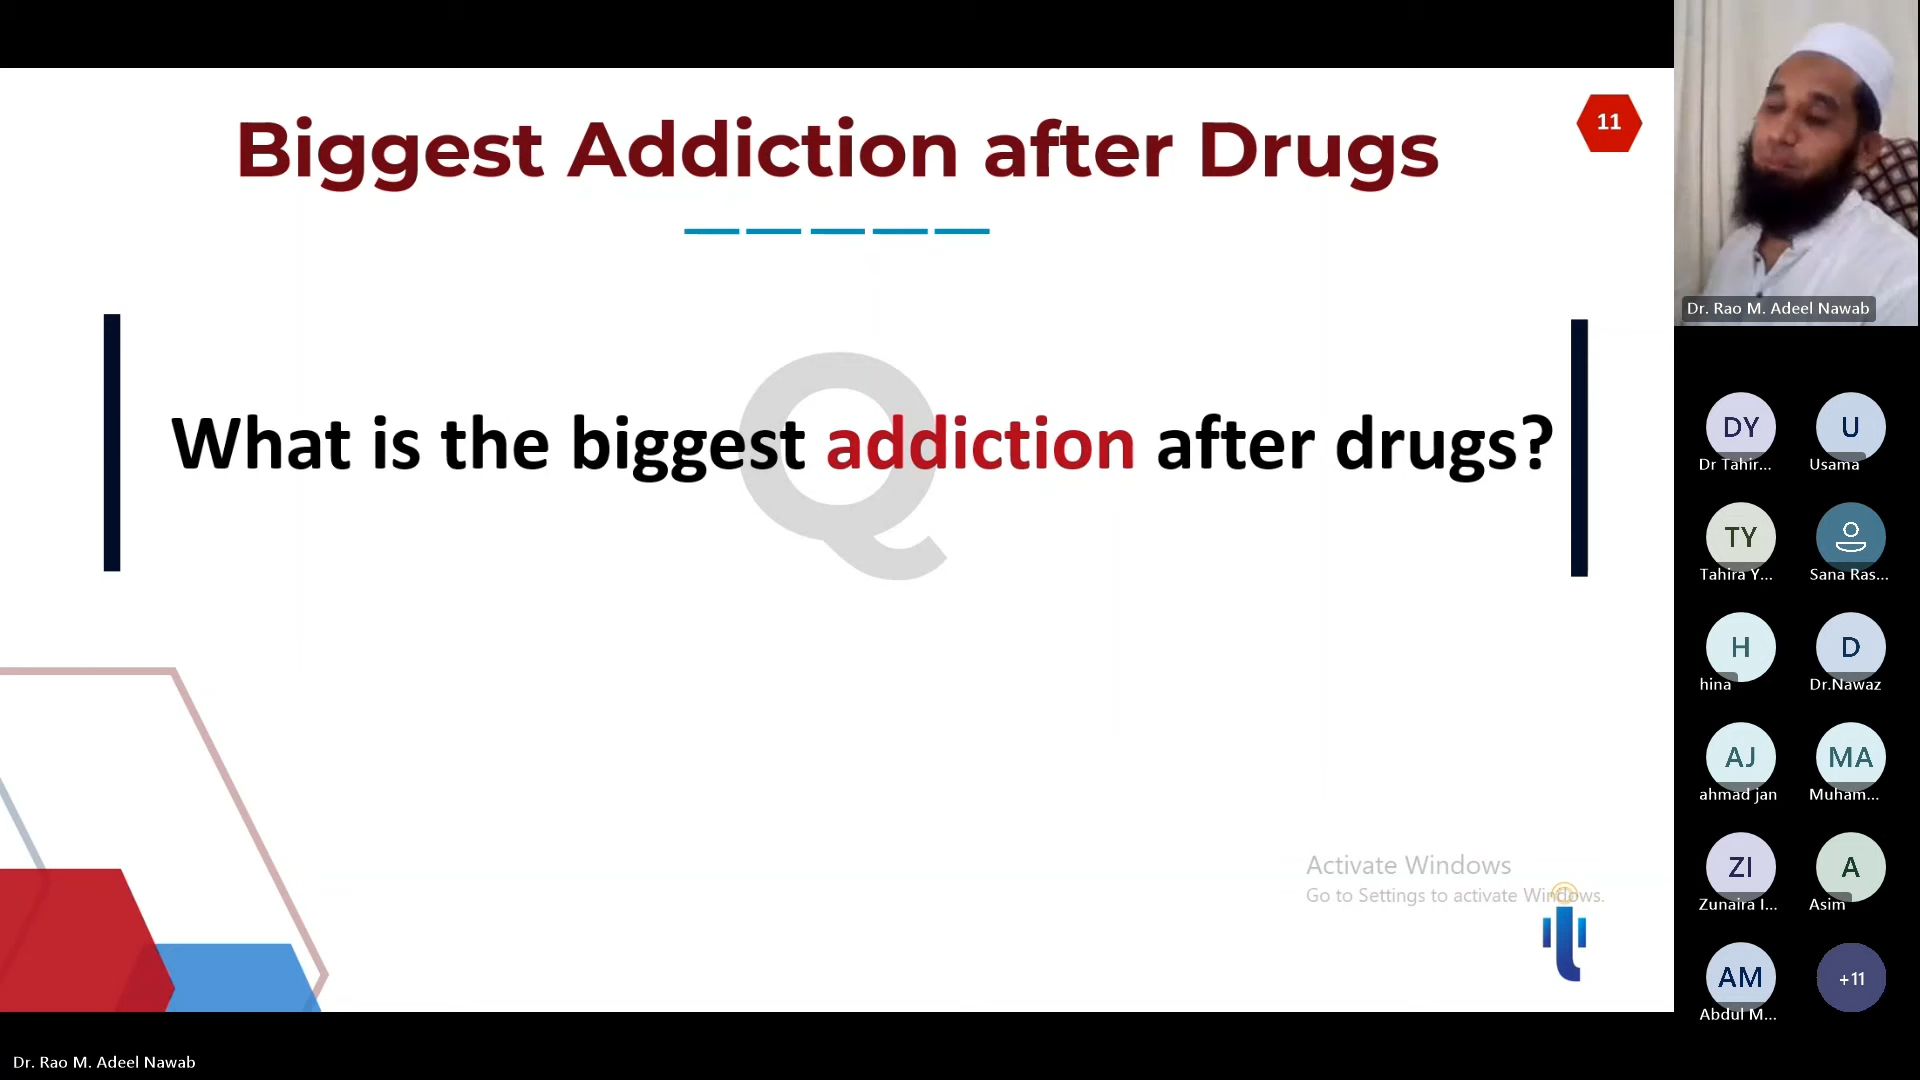 Biggest Addiction after Drugs
11
Q
What is the biggest addiction after drugs?
Activate Windows
Go to Settings to activate Windows.
Dr. Rao M. Adeel Nawab
DY
Dr Tahir...
U
Usama
TY
Tahira Y...
Sana Ras...
H
hina
D
Dr.Nawaz
AJ
ahmad jan
MA
Muham...
ZI
Zunaira I...
A
Asim
AM
Abdul M...
+11
Dr. Rao M. Adeel Nawab